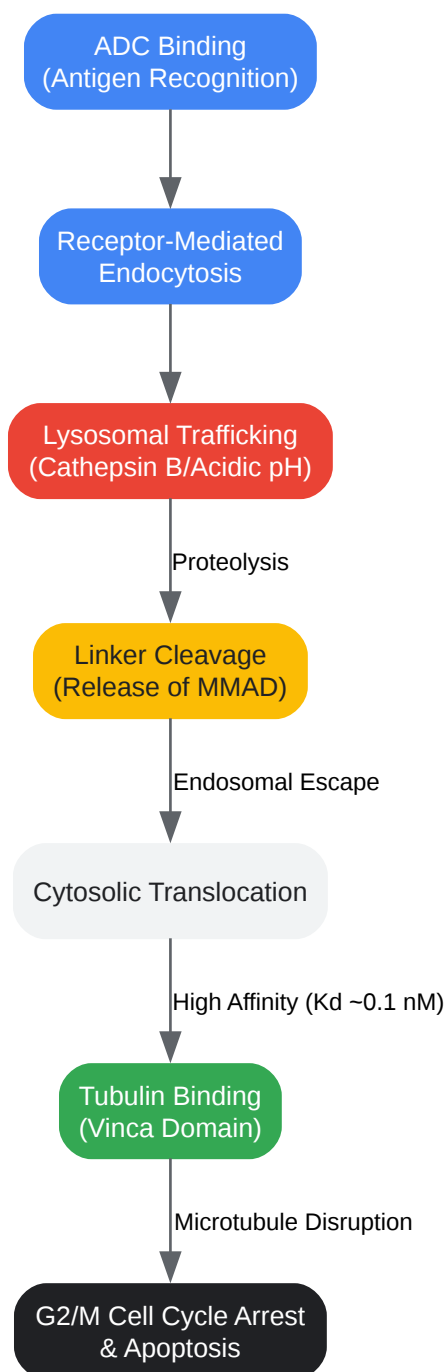 ADC Binding
(Antigen Recognition)
Receptor-Mediated
Endocytosis
Lysosomal Trafficking
(Cathepsin B/Acidic pH)
Proteolysis
Linker Cleavage
(Release of MMAD)
Endosomal Escape
Cytosolic Translocation
High Affinity (Kd ~0.1 nM)
Tubulin Binding
(Vinca Domain)
Microtubule Disruption
G2/M Cell Cycle Arrest
& Apoptosis